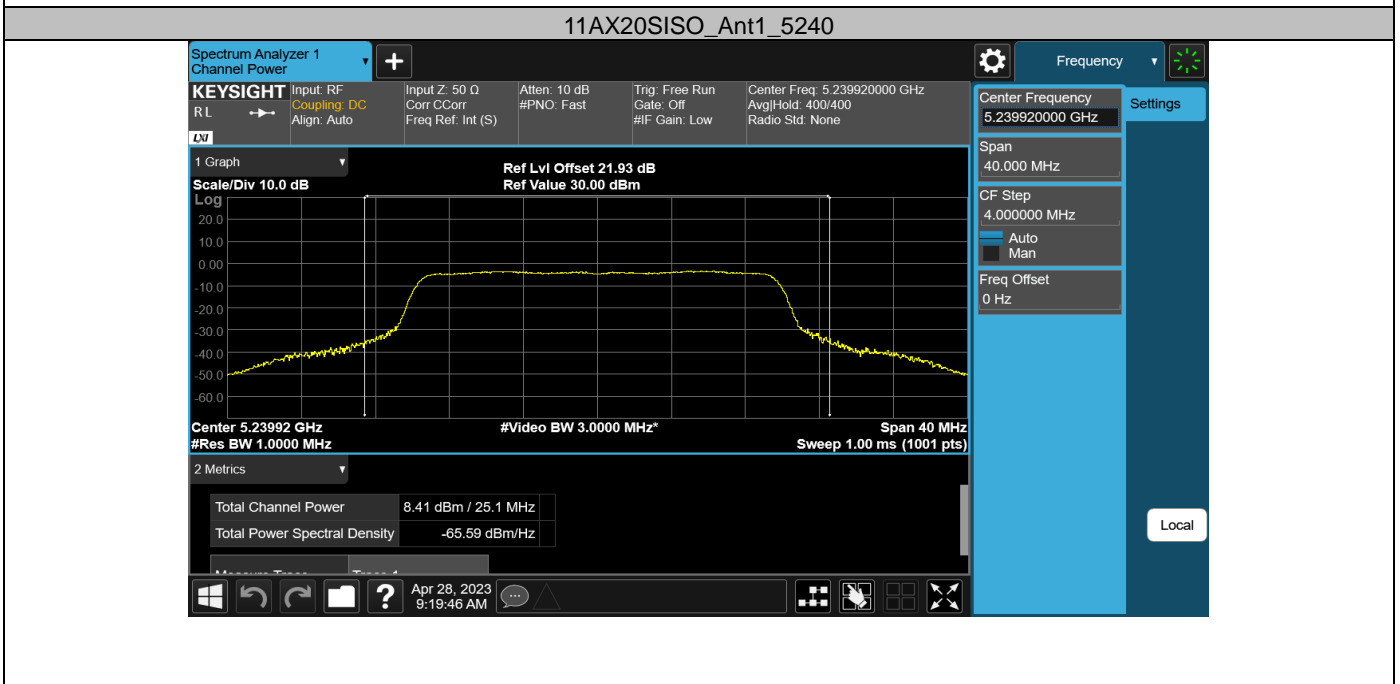 11AX20SISO_Ant1_5240
Spectrum Analyzer 1
Channel Power
Frequency
KEYSIGHT
R L
LXI
Input: RF
Coupling: DC
Align: Auto
Input Z: 50 Ω
Corr CCorr
Freq Ref: Int (S)
Atten: 10 dB
#PNO: Fast
Trig: Free Run
Gate: Off
#IF Gain: Low
Center Freq: 5.239920000 GHz
Avg|Hold: 400/400
Radio Std: None
1 Graph
Scale/Div 10.0 dB
Ref Lvl Offset 21.93 dB
Ref Value 30.00 dBm
Log
20.0
10.0
0.00
-10.0
-20.0
-30.0
-40.0
-50.0
-60.0
Center 5.23992 GHz
#Res BW 1.0000 MHz
#Video BW 3.0000 MHz*
Span 40 MHz
Sweep 1.00 ms (1001 pts)
2 Metrics
Total Channel Power 8.41 dBm / 25.1 MHz
Total Power Spectral Density -65.59 dBm/Hz
Measure Trace Trace 1
?
Apr 28, 2023
9:19:46 AM
Center Frequency
5.239920000 GHz
Span
40.000 MHz
CF Step
4.000000 MHz
Auto
Man
Freq Offset
0 Hz
Settings
Local